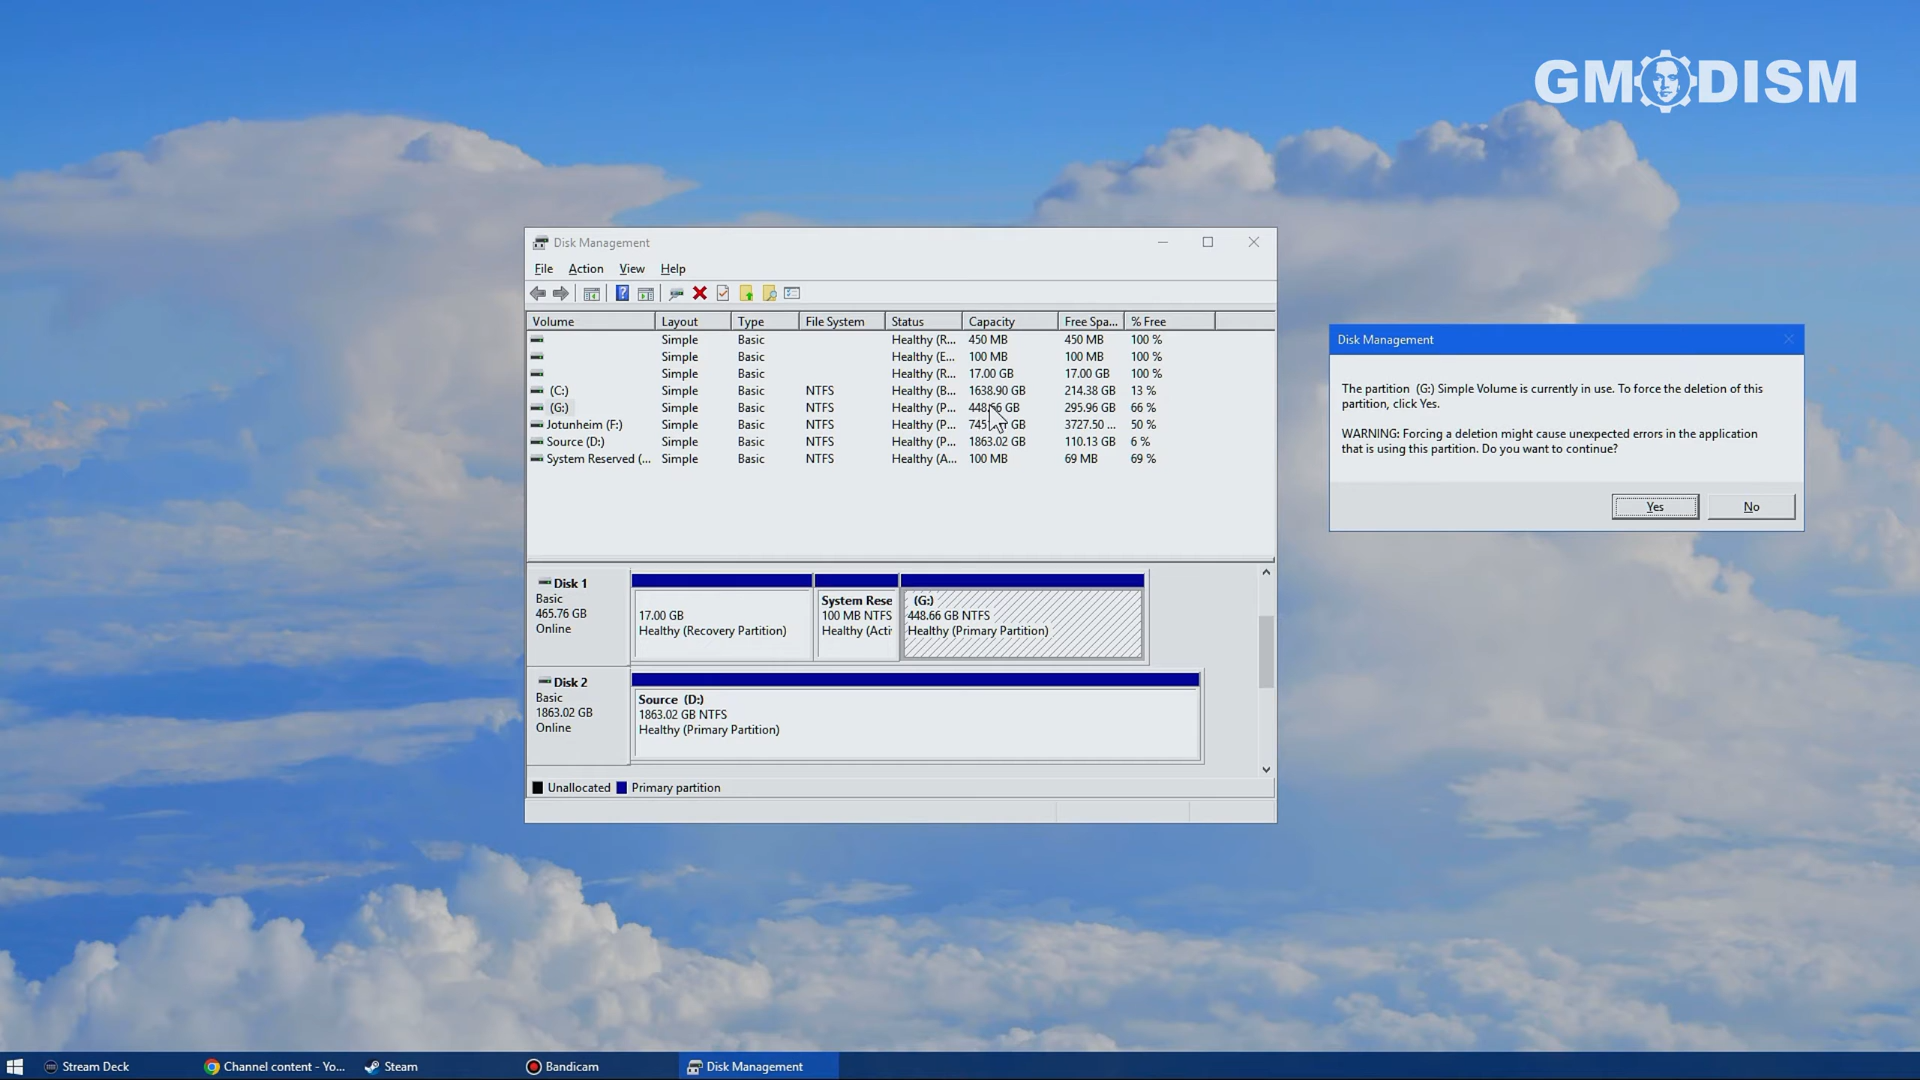 GMODISM
Disk Management
File Action View Help
Volume Layout Type File System Status Capacity Free Spa... % Free
Simple Basic Healthy (R... 450 MB 450 MB 100 %
Simple Basic Healthy (E... 100 MB 100 MB 100 %
Simple Basic Healthy (R... 17.00 GB 17.00 GB 100 %
(C:) Simple Basic NTFS Healthy (B... 1638.90 GB 214.38 GB 13 %
(G:) Simple Basic NTFS Healthy (P... 448.66 GB 295.96 GB 66 %
Jotunheim (F:) Simple Basic NTFS Healthy (P... GB 3727.50 ... 50 %
Source (D:) Simple Basic NTFS Healthy (P... 1863.02 GB 110.13 GB 6 %
System Reserved (... Simple Basic NTFS Healthy (A... 100 MB 69 MB 69 %
Disk Management
The partition (G:) Simple Volume is currently in use. To force the deletion of this
partition, click Yes.
WARNING: Forcing a deletion might cause unexpected errors in the application
that is using this partition. Do you want to continue?
Yes No
Disk 1
Basic
465.76 GB
Online
17.00 GB
Healthy (Recovery Partition)
System Rese
100 MB NTFS
Healthy (Acti
(G:)
448.66 GB NTFS
Healthy (Primary Partition)
Disk 2
Basic
1863.02 GB
Online
Source (D:)
1863.02 GB NTFS
Healthy (Primary Partition)
Unallocated Primary partition
Stream Deck Channel content - Yo... Steam Bandicam Disk Management